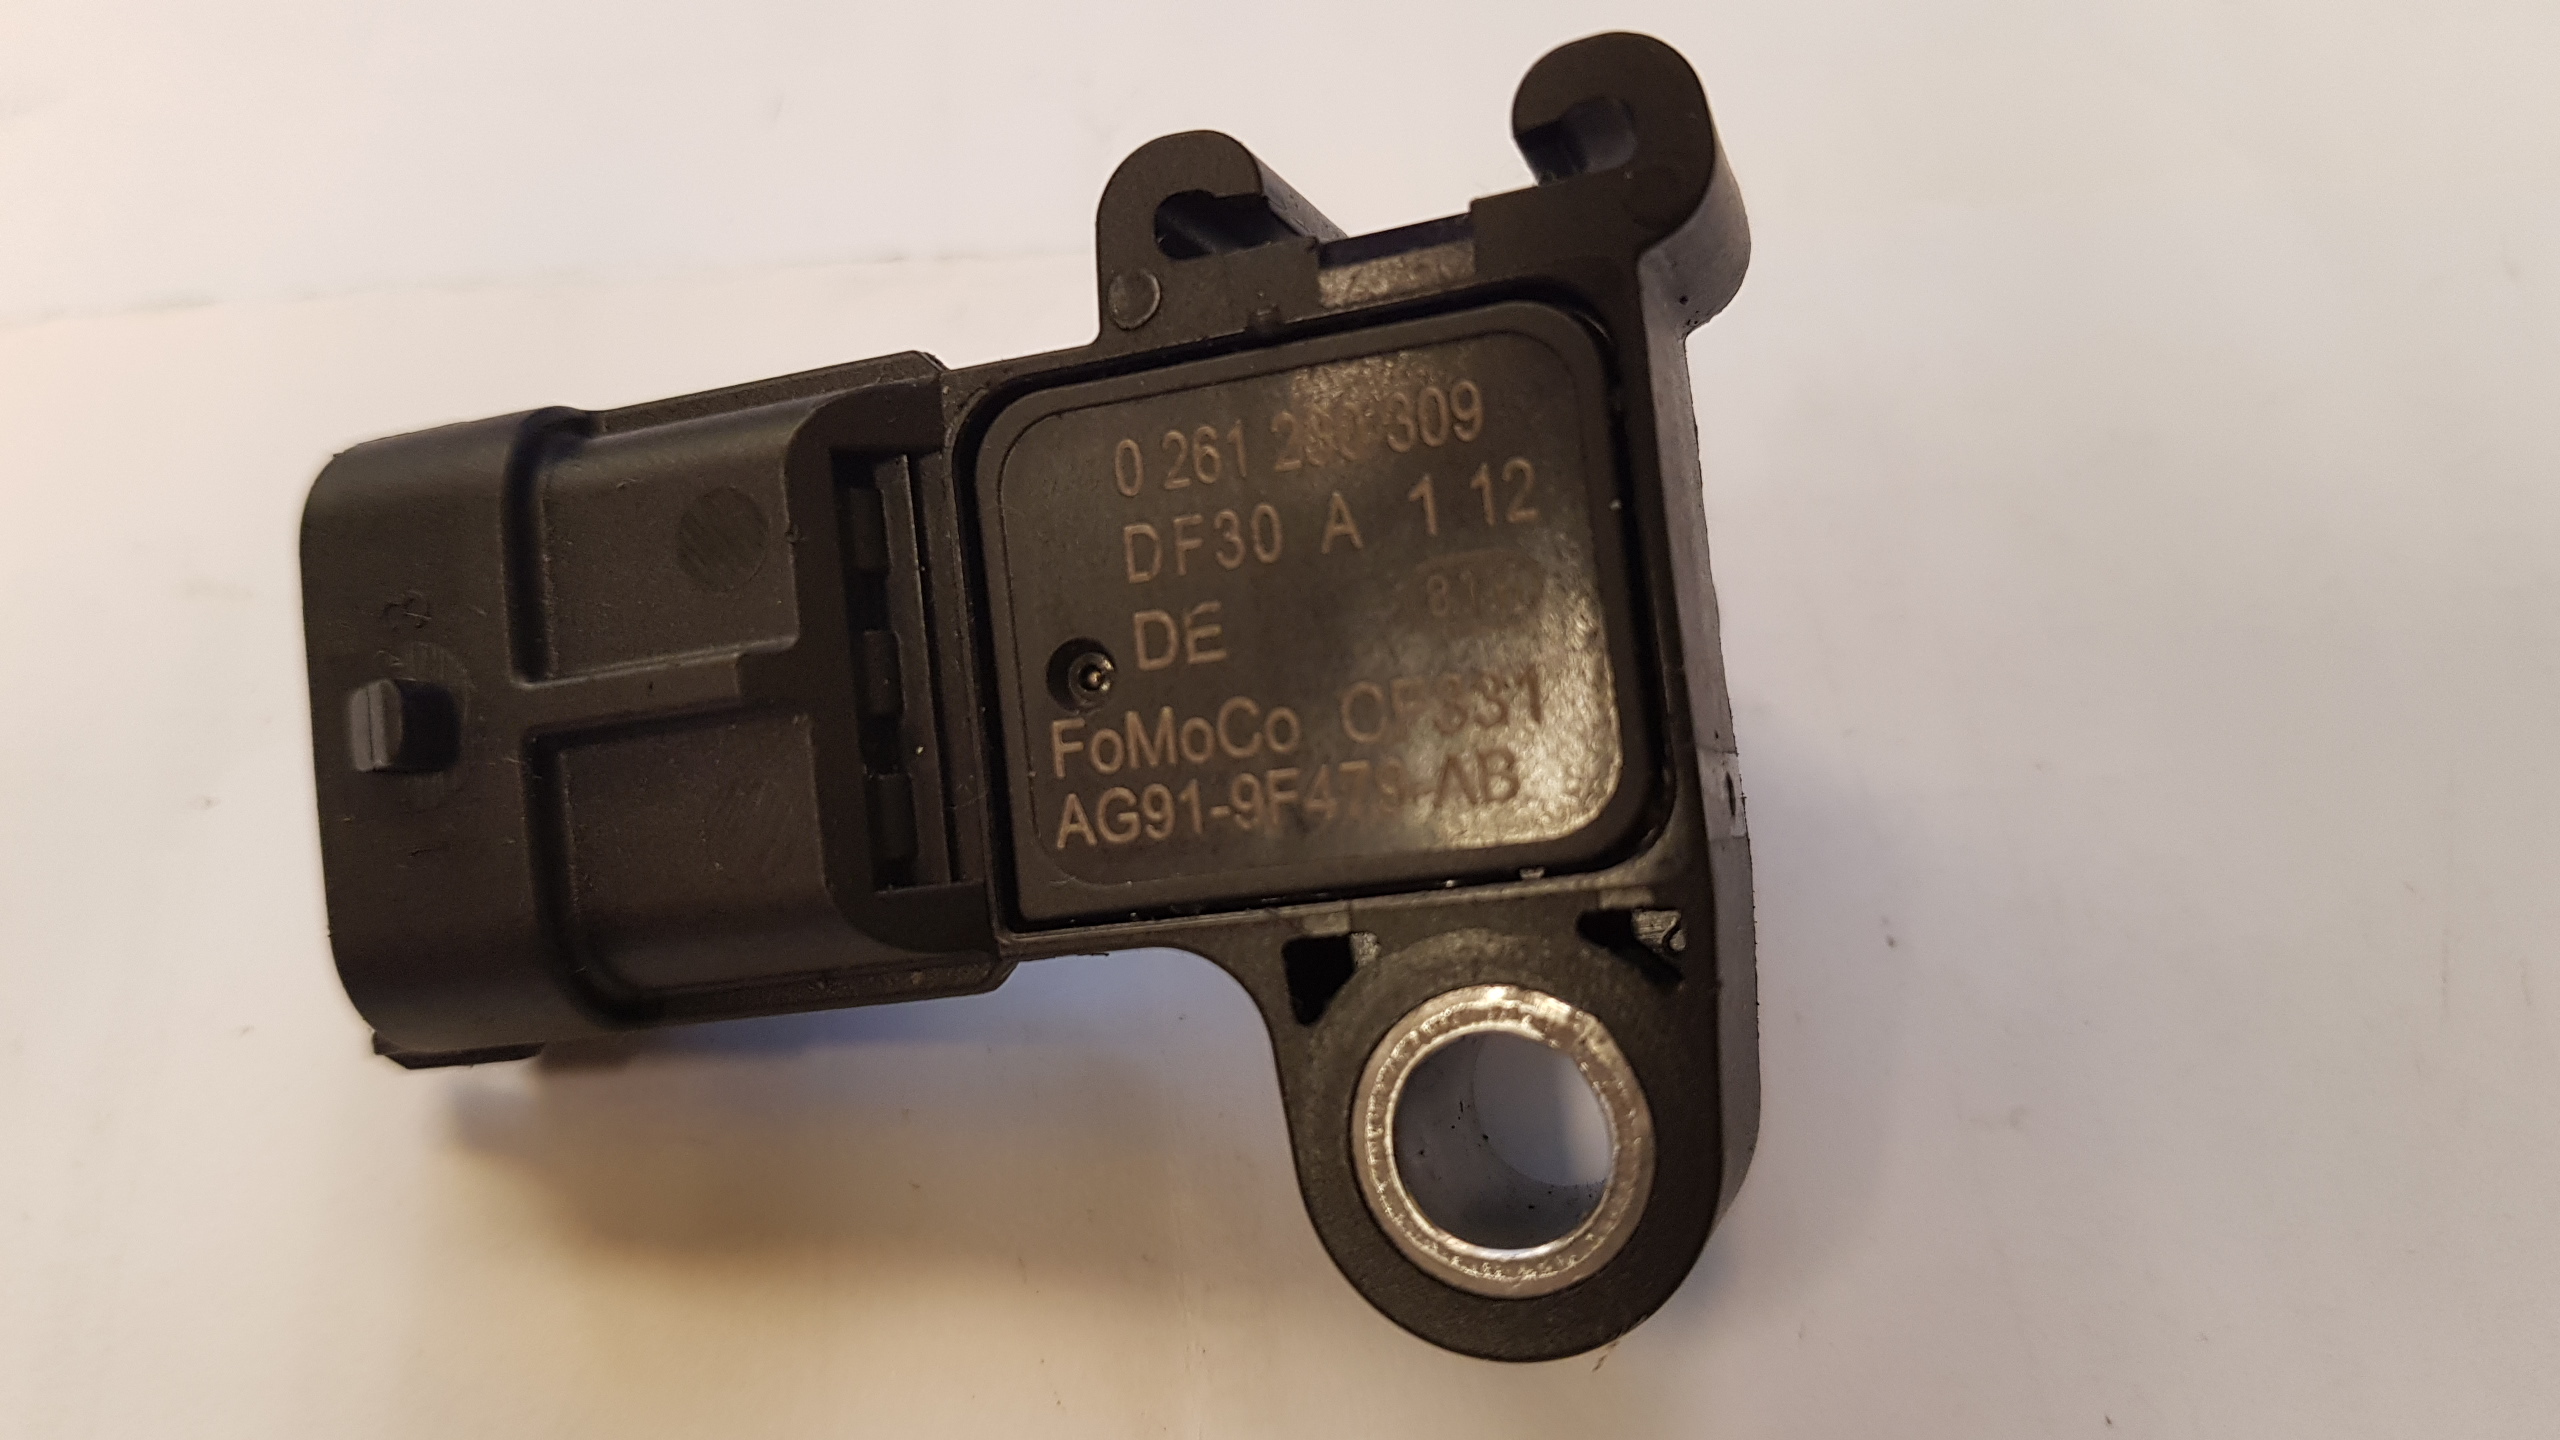 0 261 230 309
DF30 A 1 12
DE
FoMoCo
AG91-9F479-AB